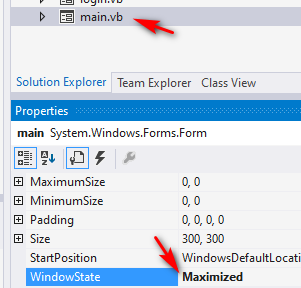 login.vb
main.vb
Solution Explorer Team Explorer Class View
Properties
main System.Windows.Forms.Form
MaximumSize 0, 0
MinimumSize 0, 0
Padding 0, 0, 0, 0
Size 300, 300
StartPosition WindowsDefaultLocati
WindowState Maximized